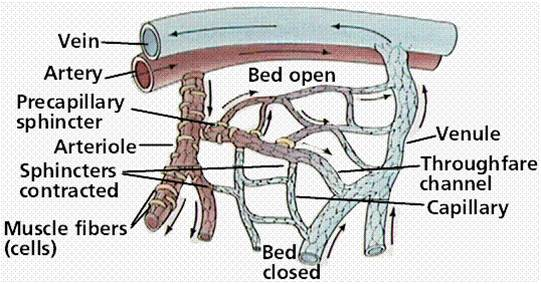 Vein
Artery
Bed open
Precapillary
sphincter
Arteriole
Sphincters
contracted
Muscle fibers
(cells)
Venule
Throughfare
channel
Capillary
Bed
closed